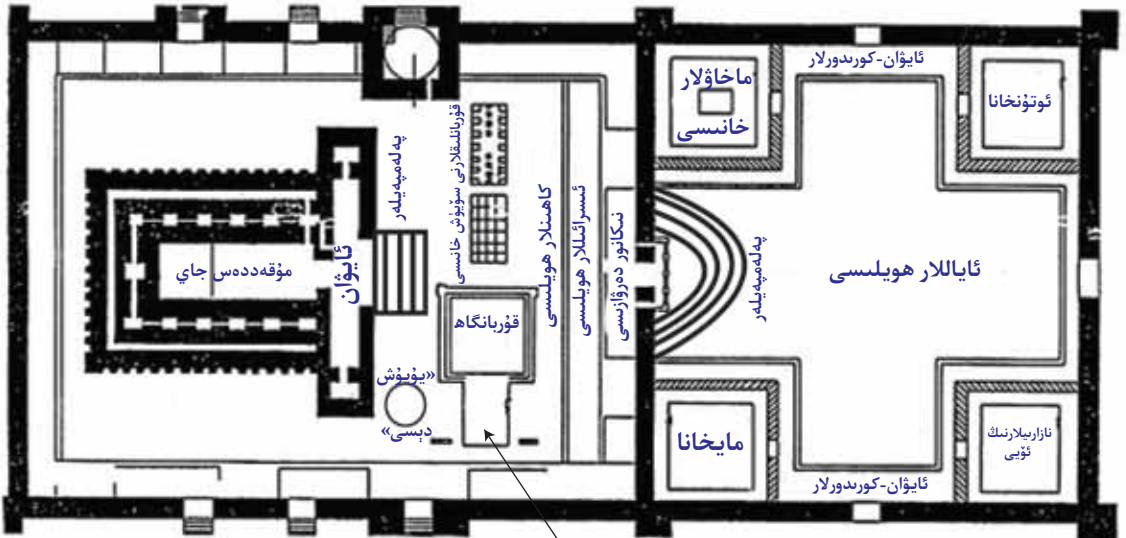 ئايۋان-كورىدورلار
ئوتۇنخانا
ماخاۋلار
خانىسى
ئاياللار ھويلىسى
پەلەمپەيلەر
نازارىيلارنىڭ
ئۆيى
مايخانا
ئايۋان-كورىدورلار
نىكانور دەرۋازىسى
ئىسرائىللار ھويلىسى
كاھىنلار ھويلىسى
قۇربانلىقلارنى سۆيۈش خانىسى
قۇربانگاھ
پەلەمپەيلەر
«يۇيۇش
دېسى»
ئايۋان
مۇقەددەس جاي